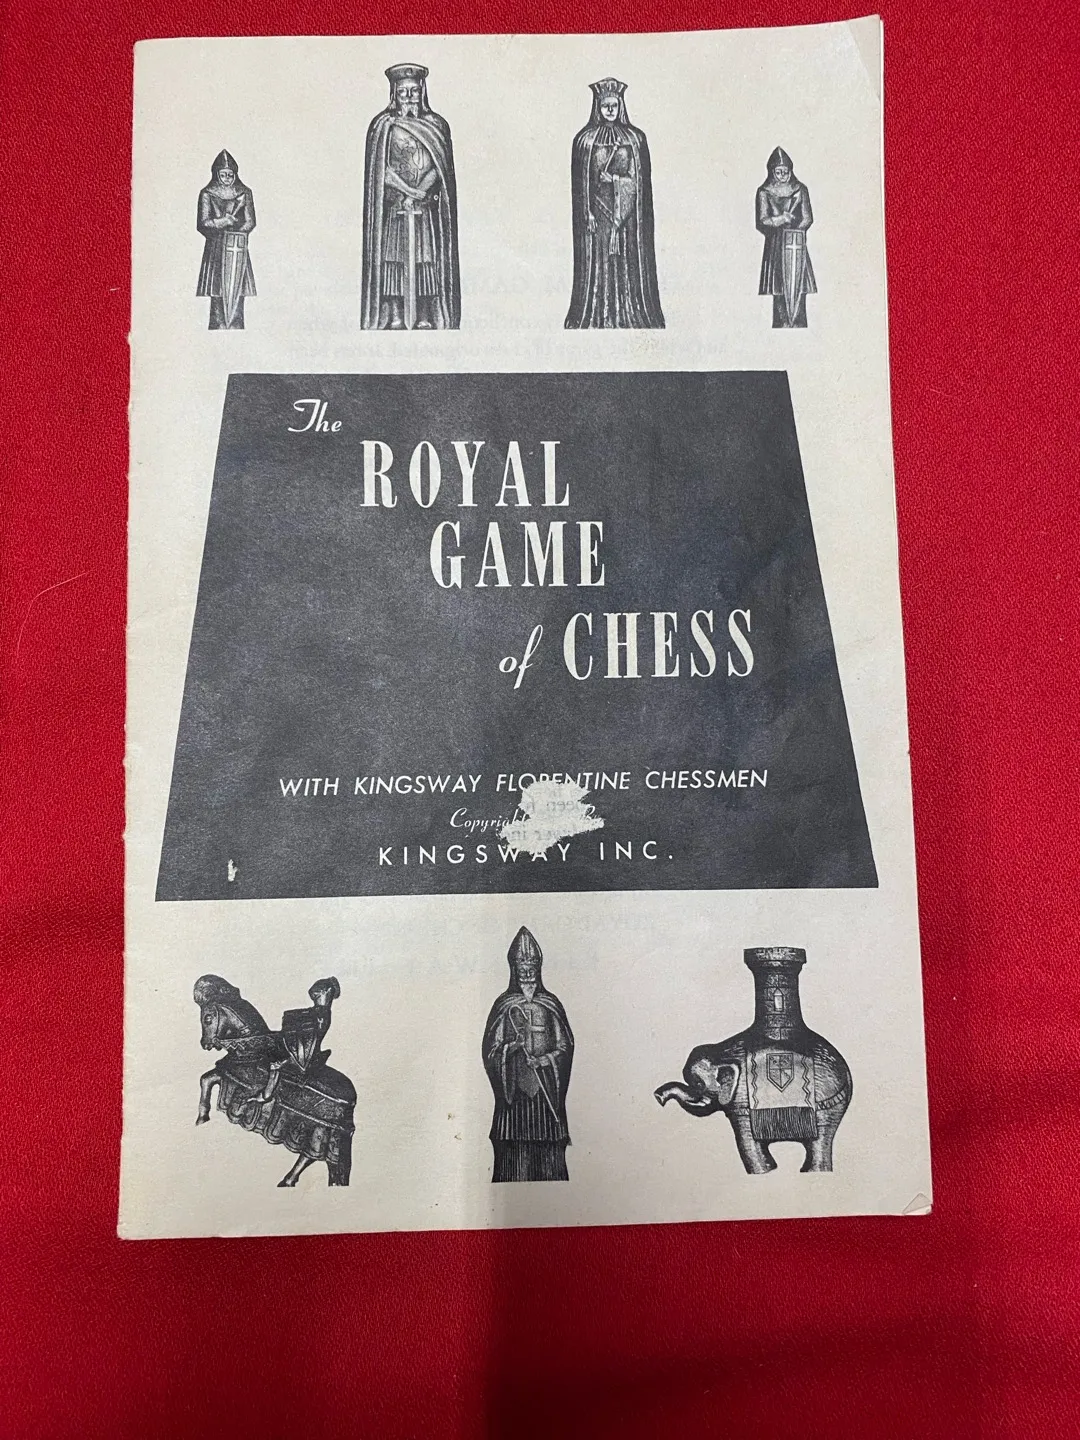 The
ROYAL
GAME
of CHESS
WITH KINGSWAY FLORENTINE CHESSMEN
KINGSWAY INC.